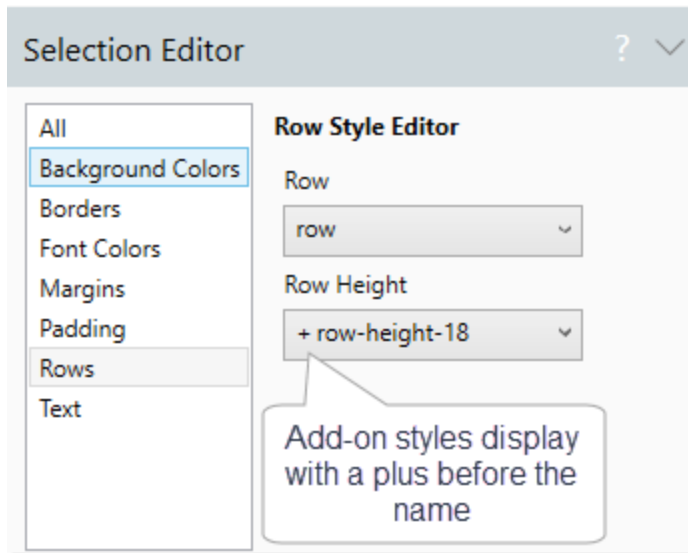 Selection Editor ?
All
Background Colors
Borders
Font Colors
Margins
Padding
Rows
Text
Row Style Editor
Row
row
Row Height
+ row-height-18
Add-on styles display
with a plus before the
name